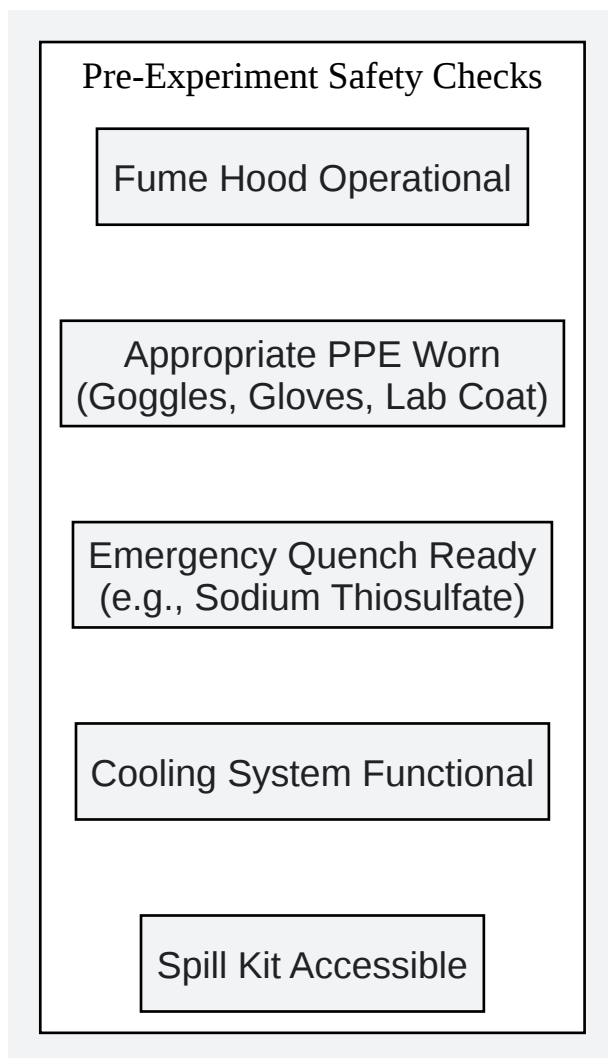 Pre-Experiment Safety Checks
Fume Hood Operational
Appropriate PPE Worn
(Goggles, Gloves, Lab Coat)
Emergency Quench Ready
(e.g., Sodium Thiosulfate)
Cooling System Functional
Spill Kit Accessible